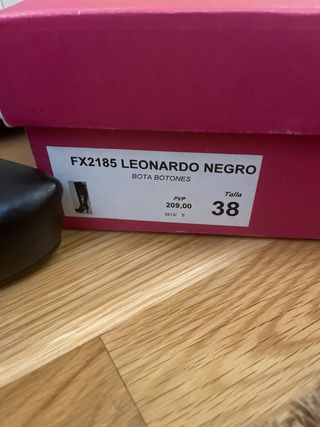 FX2185 LEONARDO NEGRO
BOTA BOTONES
PVP
209,00
Talla
38